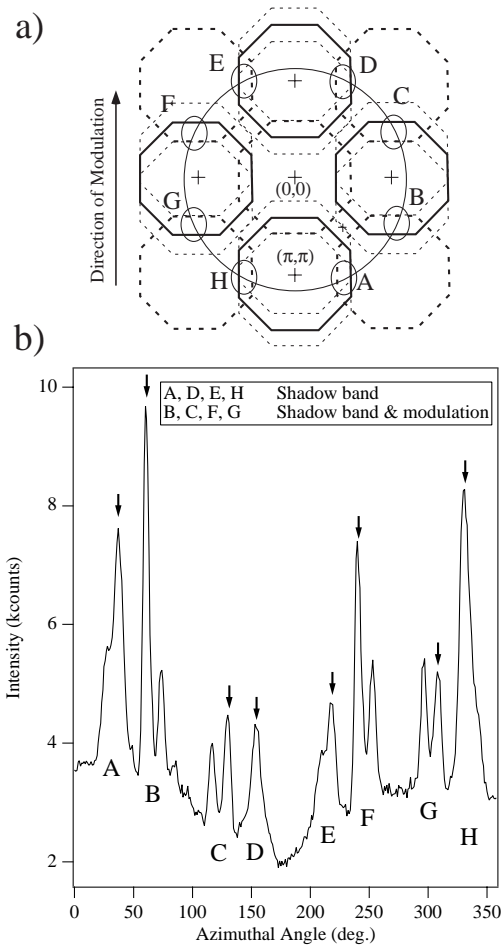 a)
E
D
F
C
Direction of Modulation
(0,0)
G
B
(π,π)
H
A
b)
10
8
6
4
2
Intensity (kcounts)
A, D, E, H Shadow band
B, C, F, G Shadow band & modulation
A
B
C
D
E
F
G
H
0
50
100
150
200
250
300
350
Azimuthal Angle (deg.)